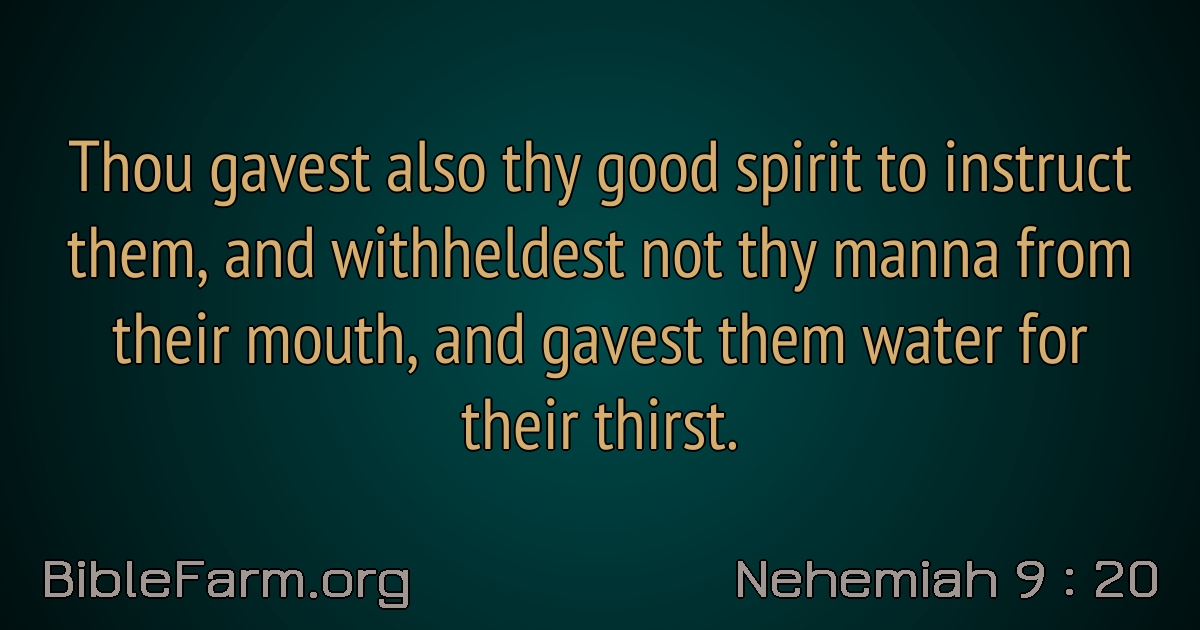 Thou gavest also thy good spirit to instruct
them, and withheldest not thy manna from
their mouth, and gavest them water for
their thirst.
BibleFarm.org
Nehemiah 9 : 20